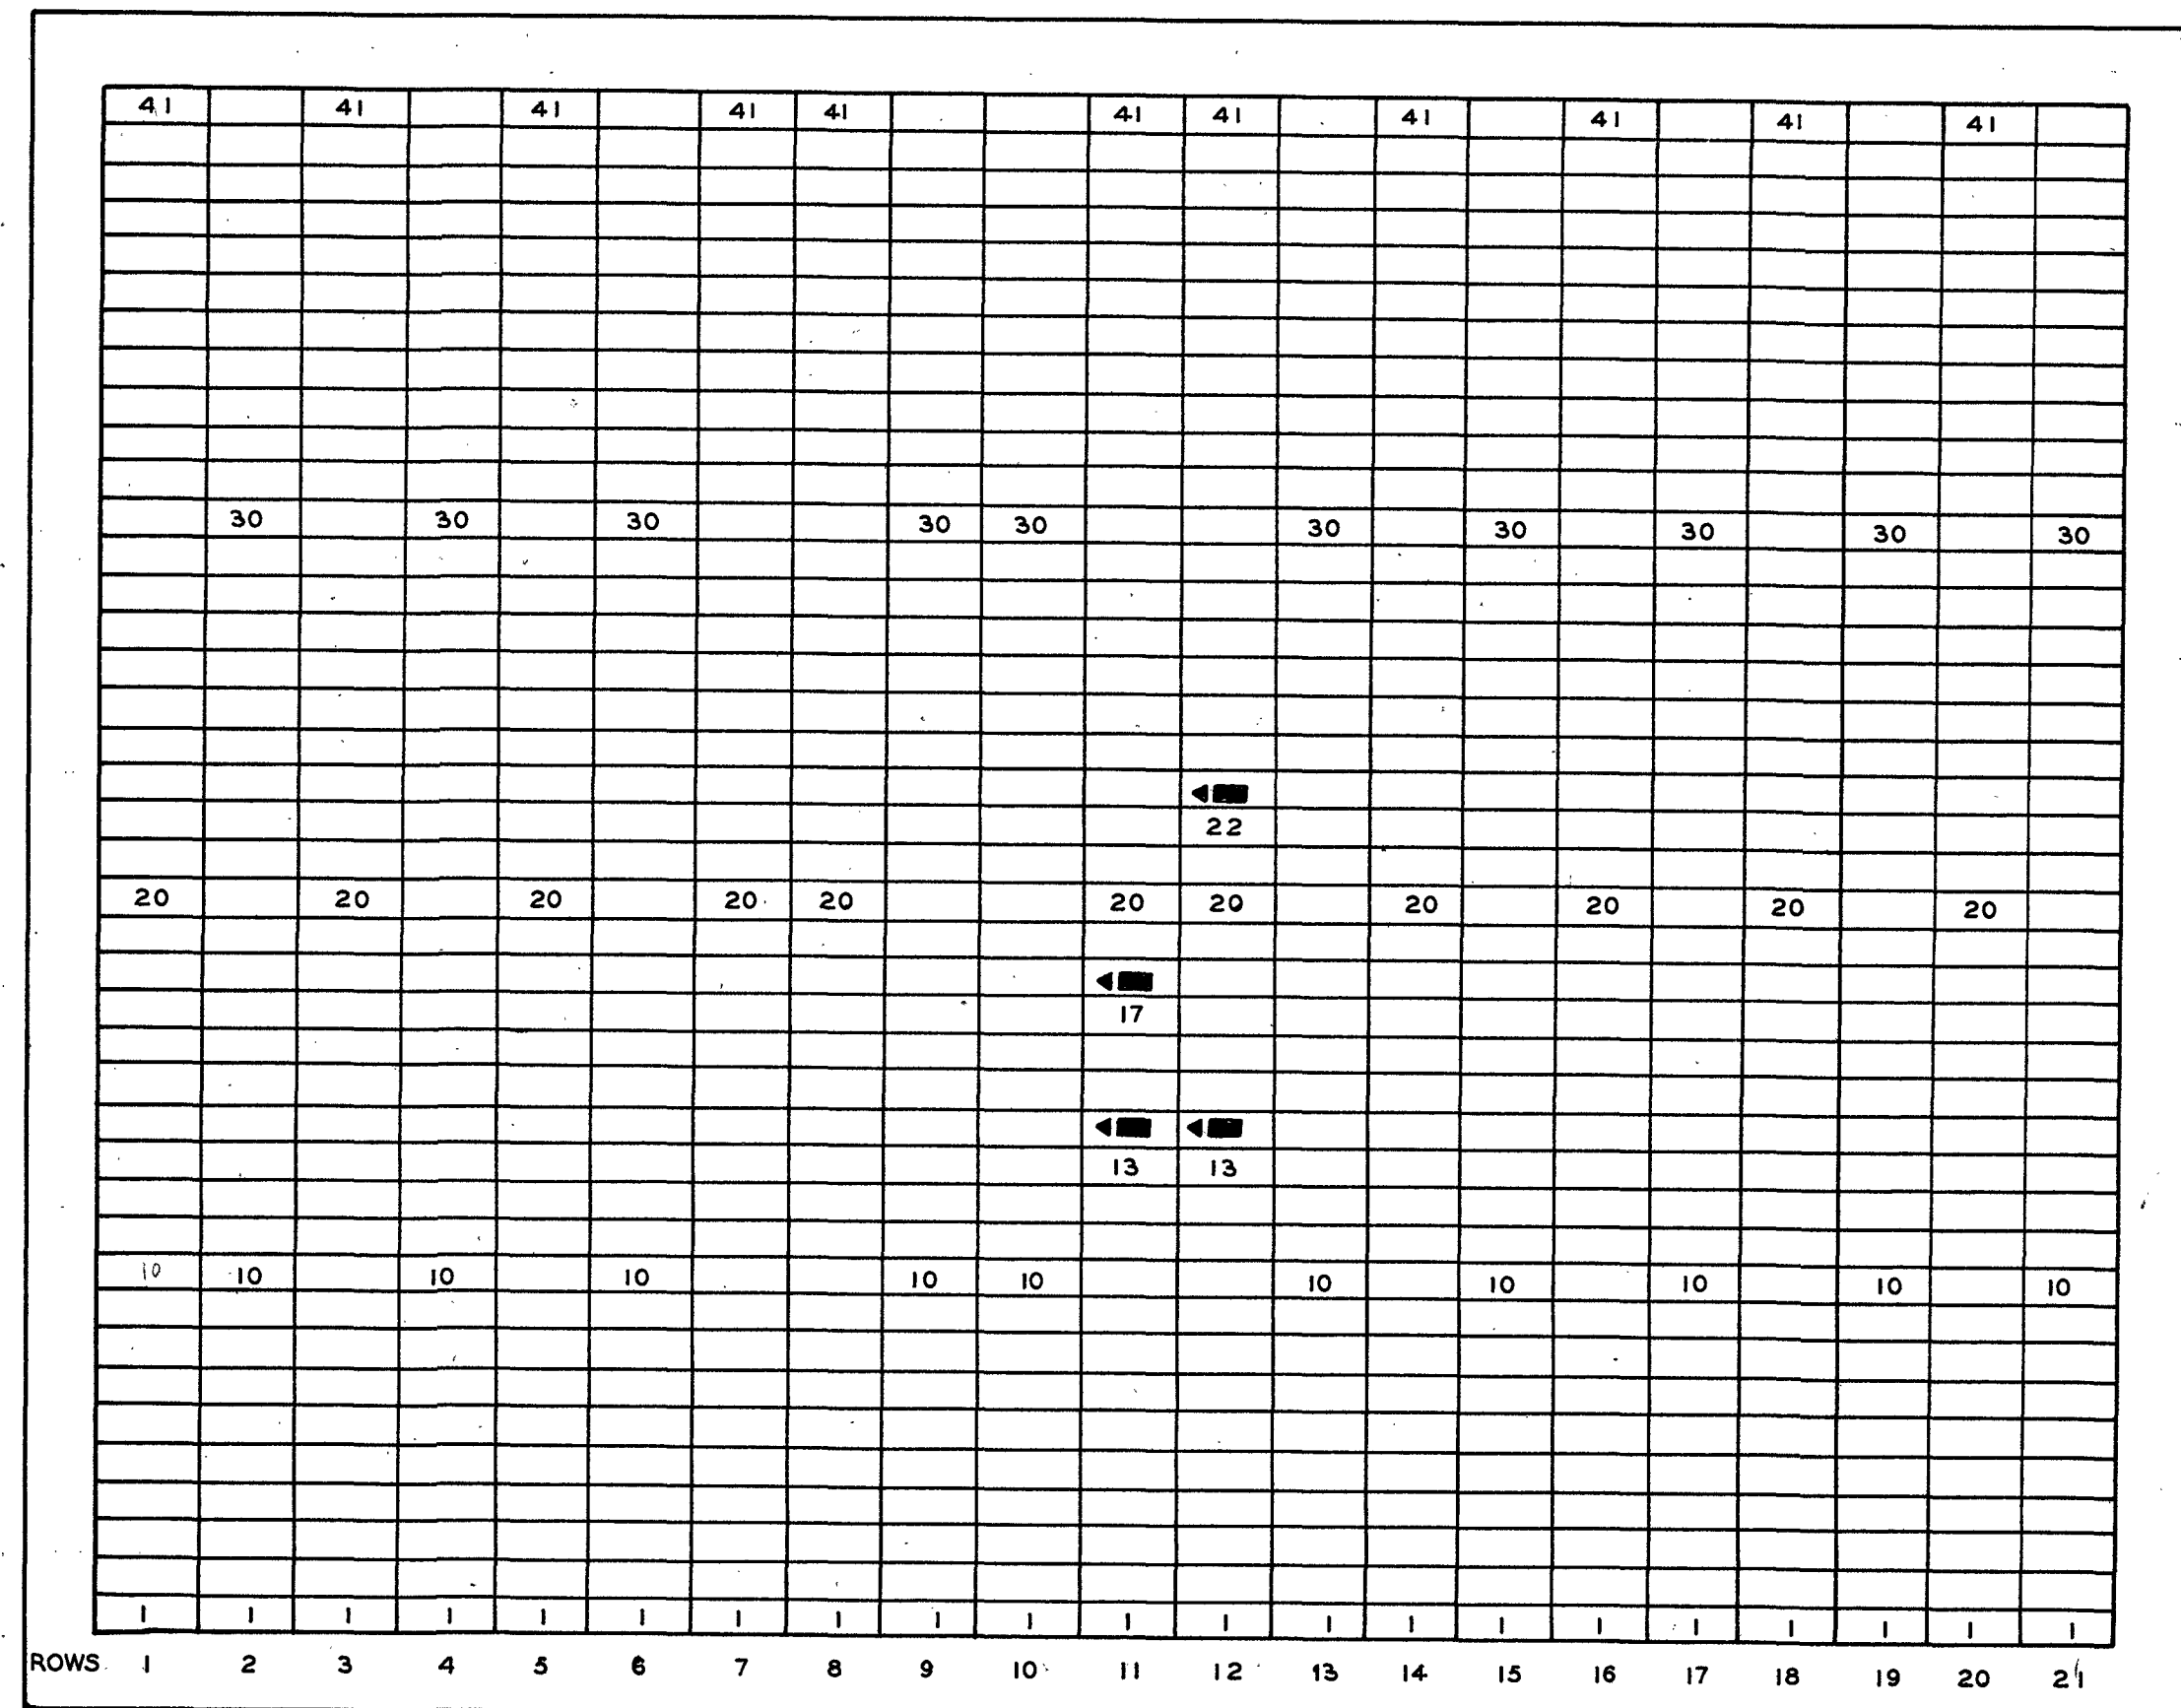 41 41 41 41 41 41 41 41 41 41 41
30 30 30 30 30 30 30 30 30 30
22
20 20 20 20 20 20 20 20 20 20 20
17
13 13
10 10 10 10 10 10 10 10 10 10 10
1 1 1 1 1 1 1 1 1 1 1 1 1 1 1 1 1 1 1 1 1
ROWS 1 2 3 4 5 6 7 8 9 10 11 12 13 14 15 16 17 18 19 20 21